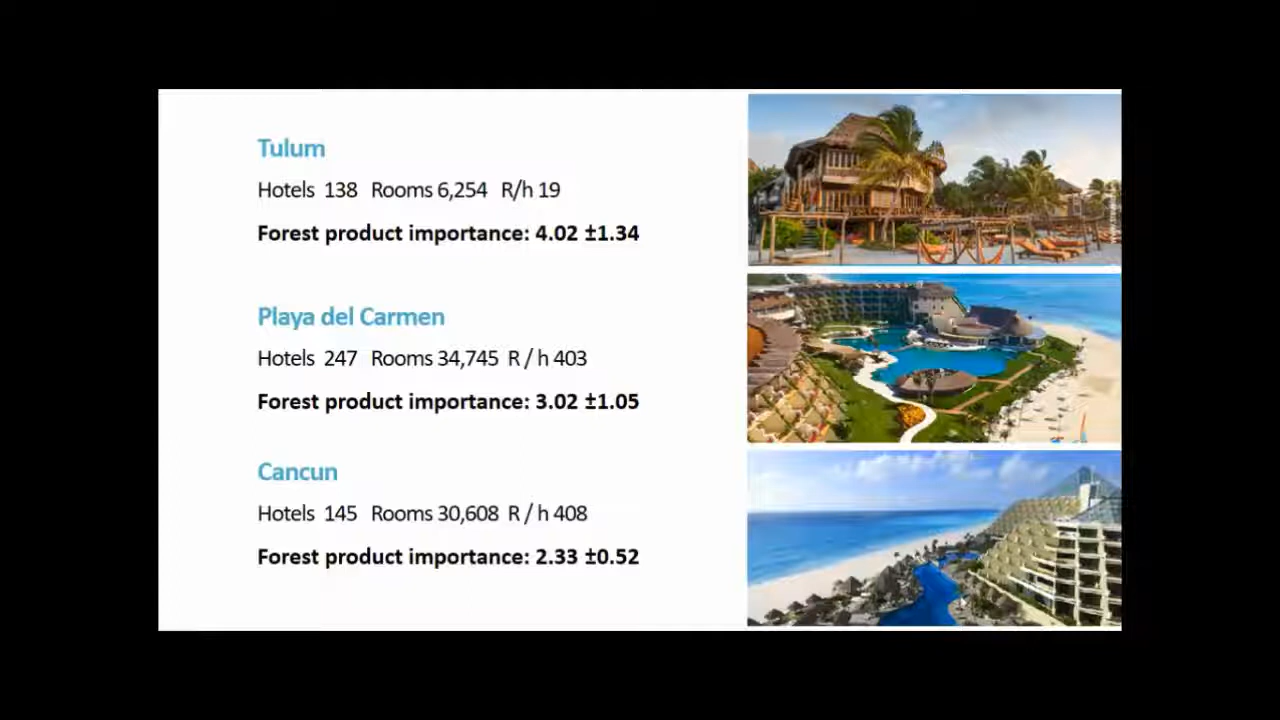 Tulum
Hotels 138 Rooms 6,254 R/h 19
Forest product importance: 4.02 ±1.34
Playa del Carmen
Hotels 247 Rooms 34,745 R / h 403
Forest product importance: 3.02 ±1.05
Cancun
Hotels 145 Rooms 30,608 R / h 408
Forest product importance: 2.33 ±0.52